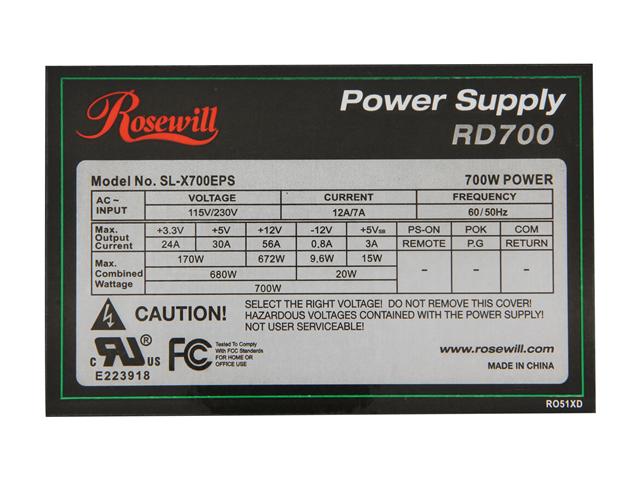 Rosewill
Power Supply
RD700
Model No. SL-X700EPS 700W POWER
AC ~ INPUT VOLTAGE CURRENT FREQUENCY
115V/230V 12A/7A 60/50Hz
Max. Output Current +3.3V +5V +12V -12V +5VSB PS-ON POK COM
24A 30A 56A 0.8A 3A REMOTE P.G RETURN
Max. Combined Wattage 170W 672W 9,6W 15W - - -
680W 20W
700W
CAUTION!
SELECT THE RIGHT VOLTAGE! DO NOT REMOVE THIS COVER!
HAZARDOUS VOLTAGES CONTAINED WITH THE POWER SUPPLY!
NOT USER SERVICEABLE!
C RU ® US
E223918
FC
Tested To Comply
With FCC Standards
FOR HOME OR
OFFICE USE
www.rosewill.com
MADE IN CHINA
RO51XD